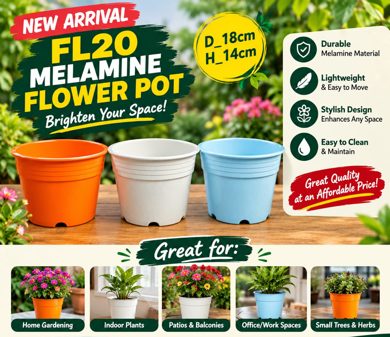 NEW ARRIVAL
FL20
MELAMINE
FLOWER POT
Brighten Your Space!
D_18cm
H_14cm
Durable
Melamine Material
Lightweight
& Easy to Move
Stylish Design
Enhances Any Space
Easy to Clean
& Maintain
Great Quality
at an Affordable Price!
Great for:
Home Gardening
Indoor Plants
Patios & Balconies
Office/Work Spaces
Small Trees & Herbs